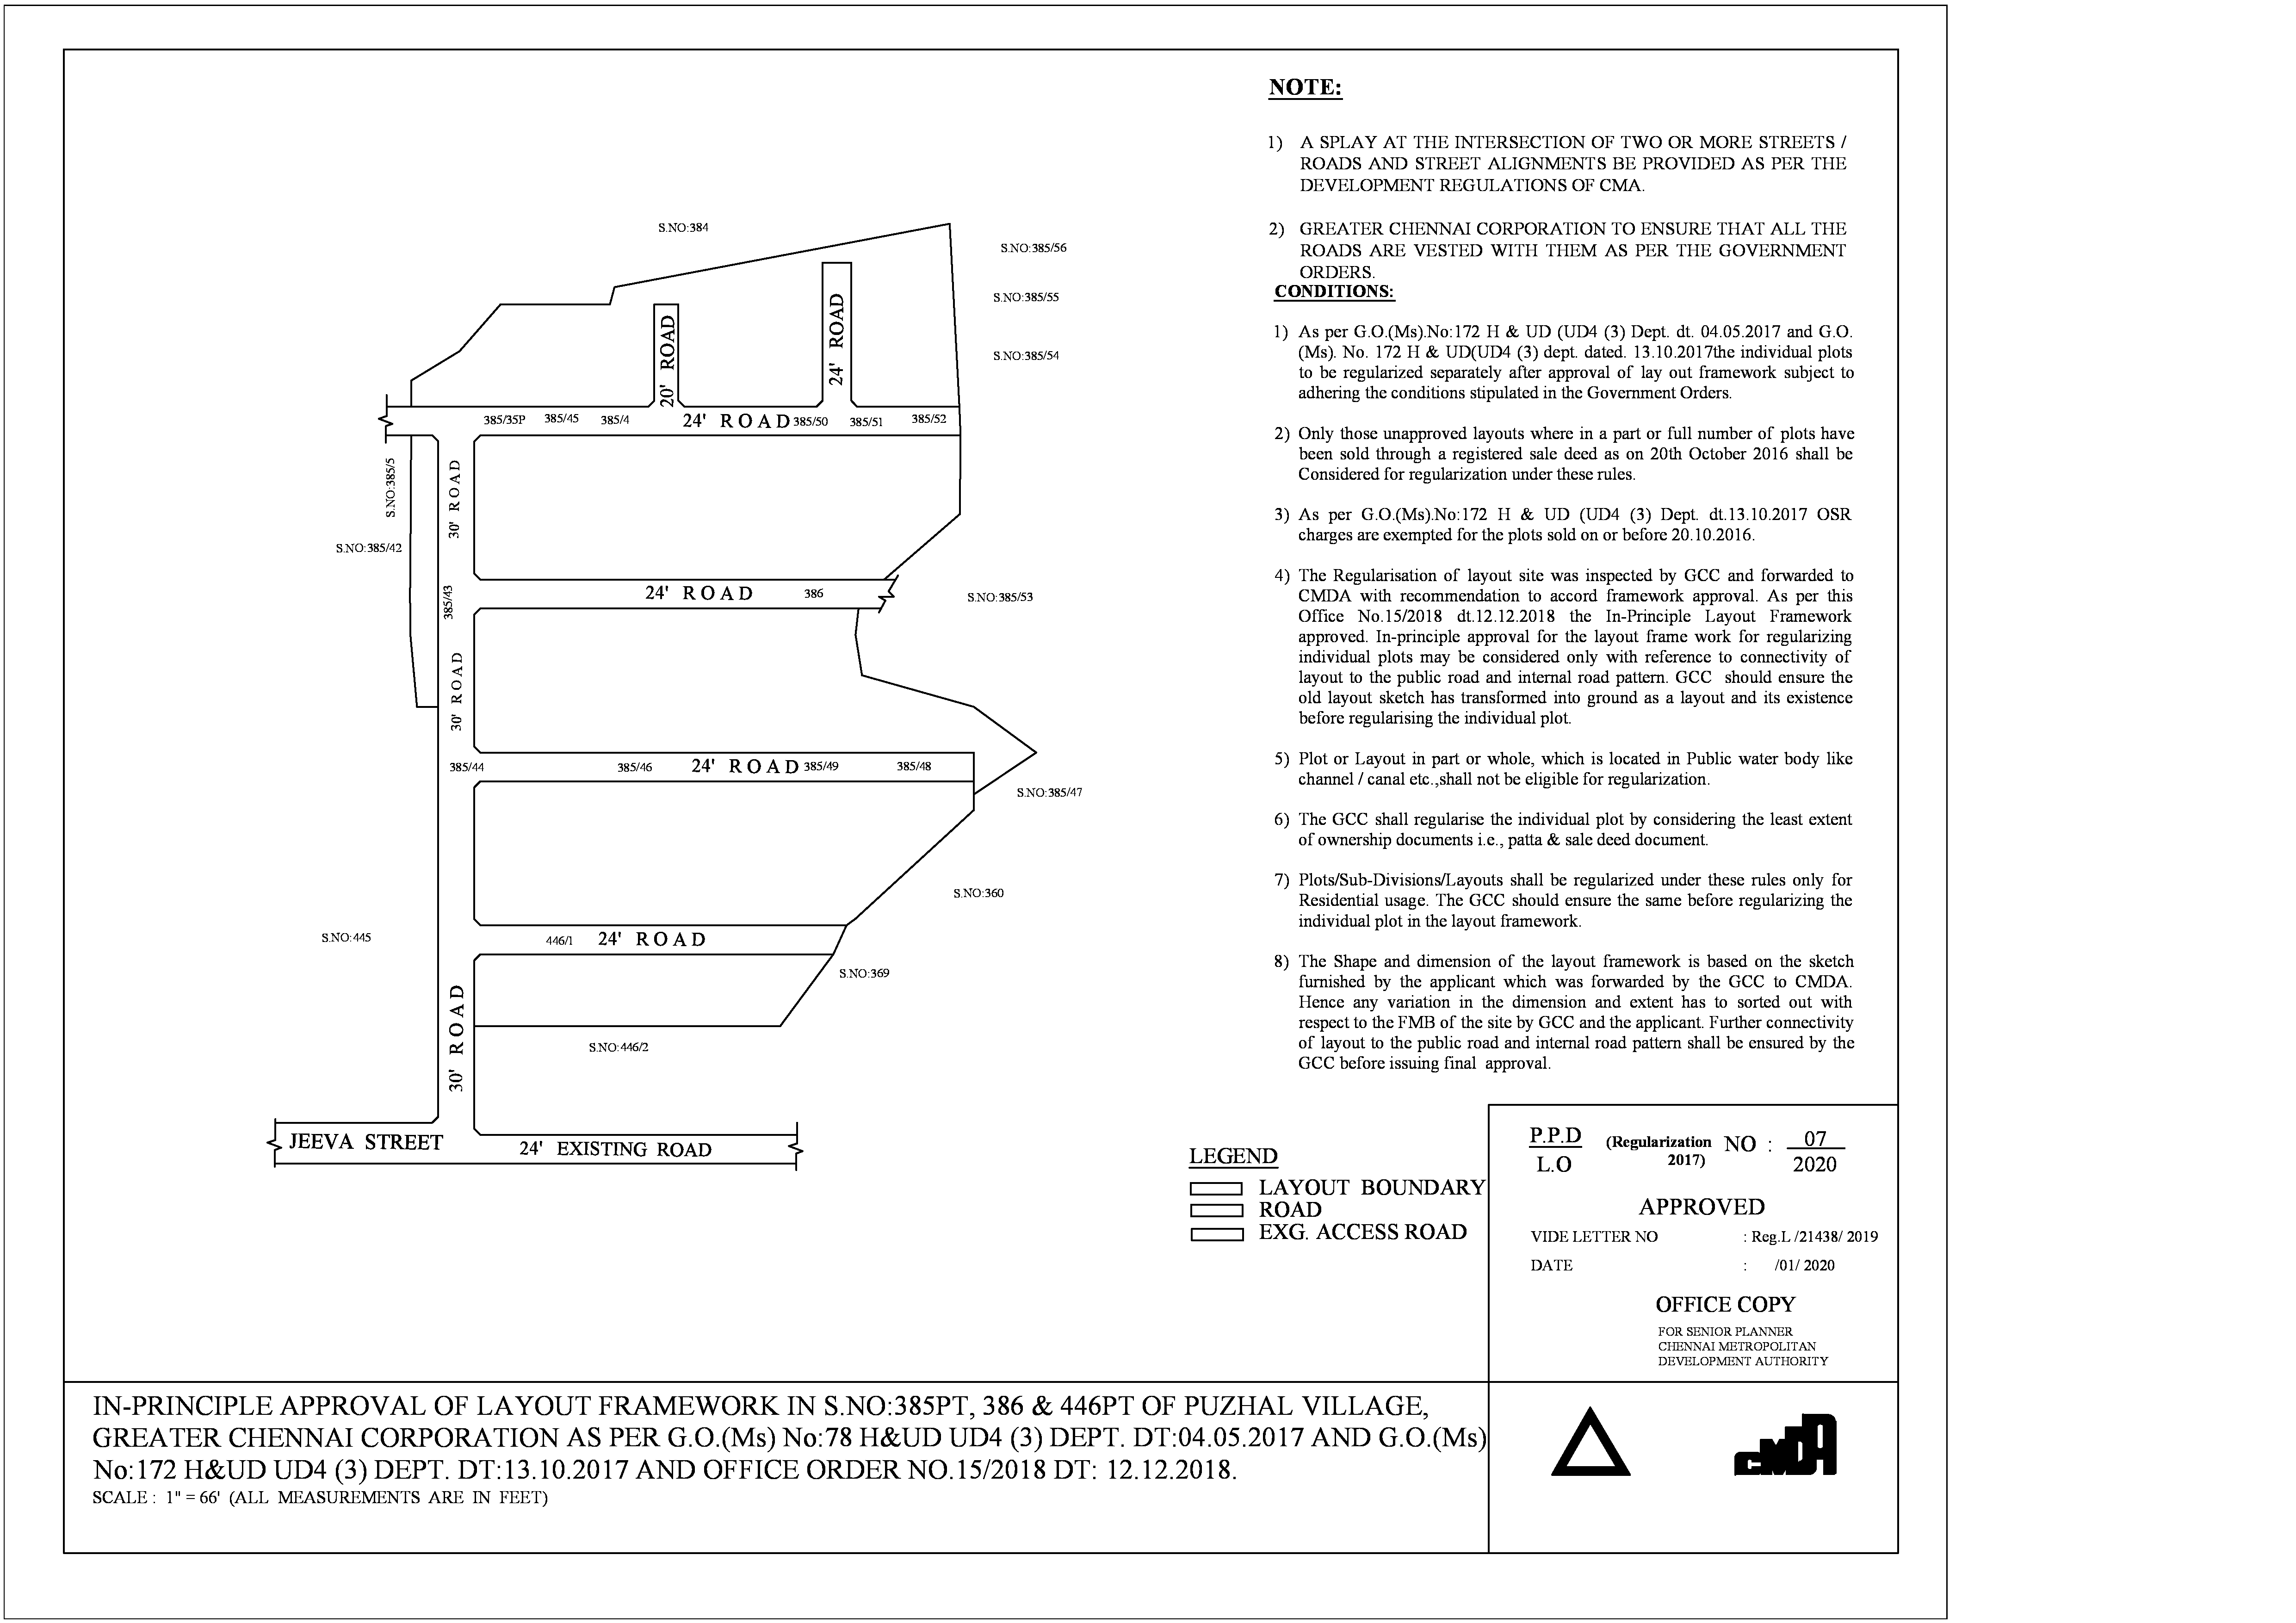 NOTE:
1) A SPLAY AT THE INTERSECTION OF TWO OR MORE STREETS /
ROADS AND STREET ALIGNMENTS BE PROVIDED AS PER THE
DEVELOPMENT REGULATIONS OF CMA.
2) GREATER CHENNAI CORPORATION TO ENSURE THAT ALL THE
ROADS ARE VESTED WITH THEM AS PER THE GOVERNMENT
ORDERS.
CONDITIONS:
1) As per G.O.(Ms).No:172 H & UD (UD4 (3) Dept. dt. 04.05.2017 and G.O.
(Ms). No. 172 H & UD(UD4 (3) dept. dated. 13.10.2017the individual plots
to be regularized separately after approval of lay out framework subject to
adhering the conditions stipulated in the Government Orders.
2) Only those unapproved layouts where in a part or full number of plots have
been sold through a registered sale deed as on 20th October 2016 shall be
Considered for regularization under these rules.
3) As per G.O.(Ms).No:172 H & UD (UD4 (3) Dept. dt.13.10.2017 OSR
charges are exempted for the plots sold on or before 20.10.2016.
4) The Regularisation of layout site was inspected by GCC and forwarded to
CMDA with recommendation to accord framework approval. As per this
Office No.15/2018 dt.12.12.2018 the In-Principle Layout Framework
approved. In-principle approval for the layout frame work for regularizing
individual plots may be considered only with reference to connectivity of
layout to the public road and internal road pattern. GCC should ensure the
old layout sketch has transformed into ground as a layout and its existence
before regularising the individual plot.
5) Plot or Layout in part or whole, which is located in Public water body like
channel / canal etc.,shall not be eligible for regularization.
6) The GCC shall regularise the individual plot by considering the least extent
of ownership documents i.e., patta & sale deed document.
7) Plots/Sub-Divisions/Layouts shall be regularized under these rules only for
Residential usage. The GCC should ensure the same before regularizing the
individual plot in the layout framework.
8) The Shape and dimension of the layout framework is based on the sketch
furnished by the applicant which was forwarded by the GCC to CMDA.
Hence any variation in the dimension and extent has to sorted out with
respect to the FMB of the site by GCC and the applicant. Further connectivity
of layout to the public road and internal road pattern shall be ensured by the
GCC before issuing final approval.
S.NO:384
S.NO:385/56
S.NO:385/55
S.NO:385/54
20' ROAD
24' ROAD
385/35P 385/45 385/4 24' ROAD 385/50 385/51 385/52
S.NO:385/5
30' ROAD
S.NO:385/42
385/43
24' ROAD 386
S.NO:385/53
30' ROAD
385/44 385/46 24' ROAD 385/49 385/48
S.NO:385/47
S.NO:360
S.NO:445
446/1 24' ROAD
S.NO:369
30' ROAD
S.NO:446/2
JEEVA STREET
24' EXISTING ROAD
LEGEND
LAYOUT BOUNDARY
ROAD
EXG. ACCESS ROAD
P.P.D
L.O
(Regularization
2017)
NO :
07
2020
APPROVED
VIDE LETTER NO : Reg.L /21438/ 2019
DATE : /01/ 2020
OFFICE COPY
FOR SENIOR PLANNER
CHENNAI METROPOLITAN
DEVELOPMENT AUTHORITY
IN-PRINCIPLE APPROVAL OF LAYOUT FRAMEWORK IN S.NO:385PT, 386 & 446PT OF PUZHAL VILLAGE,
GREATER CHENNAI CORPORATION AS PER G.O.(Ms) No:78 H&UD UD4 (3) DEPT. DT:04.05.2017 AND G.O.(Ms)
No:172 H&UD UD4 (3) DEPT. DT:13.10.2017 AND OFFICE ORDER NO.15/2018 DT: 12.12.2018.
SCALE : 1" = 66' (ALL MEASUREMENTS ARE IN FEET)
CMDA